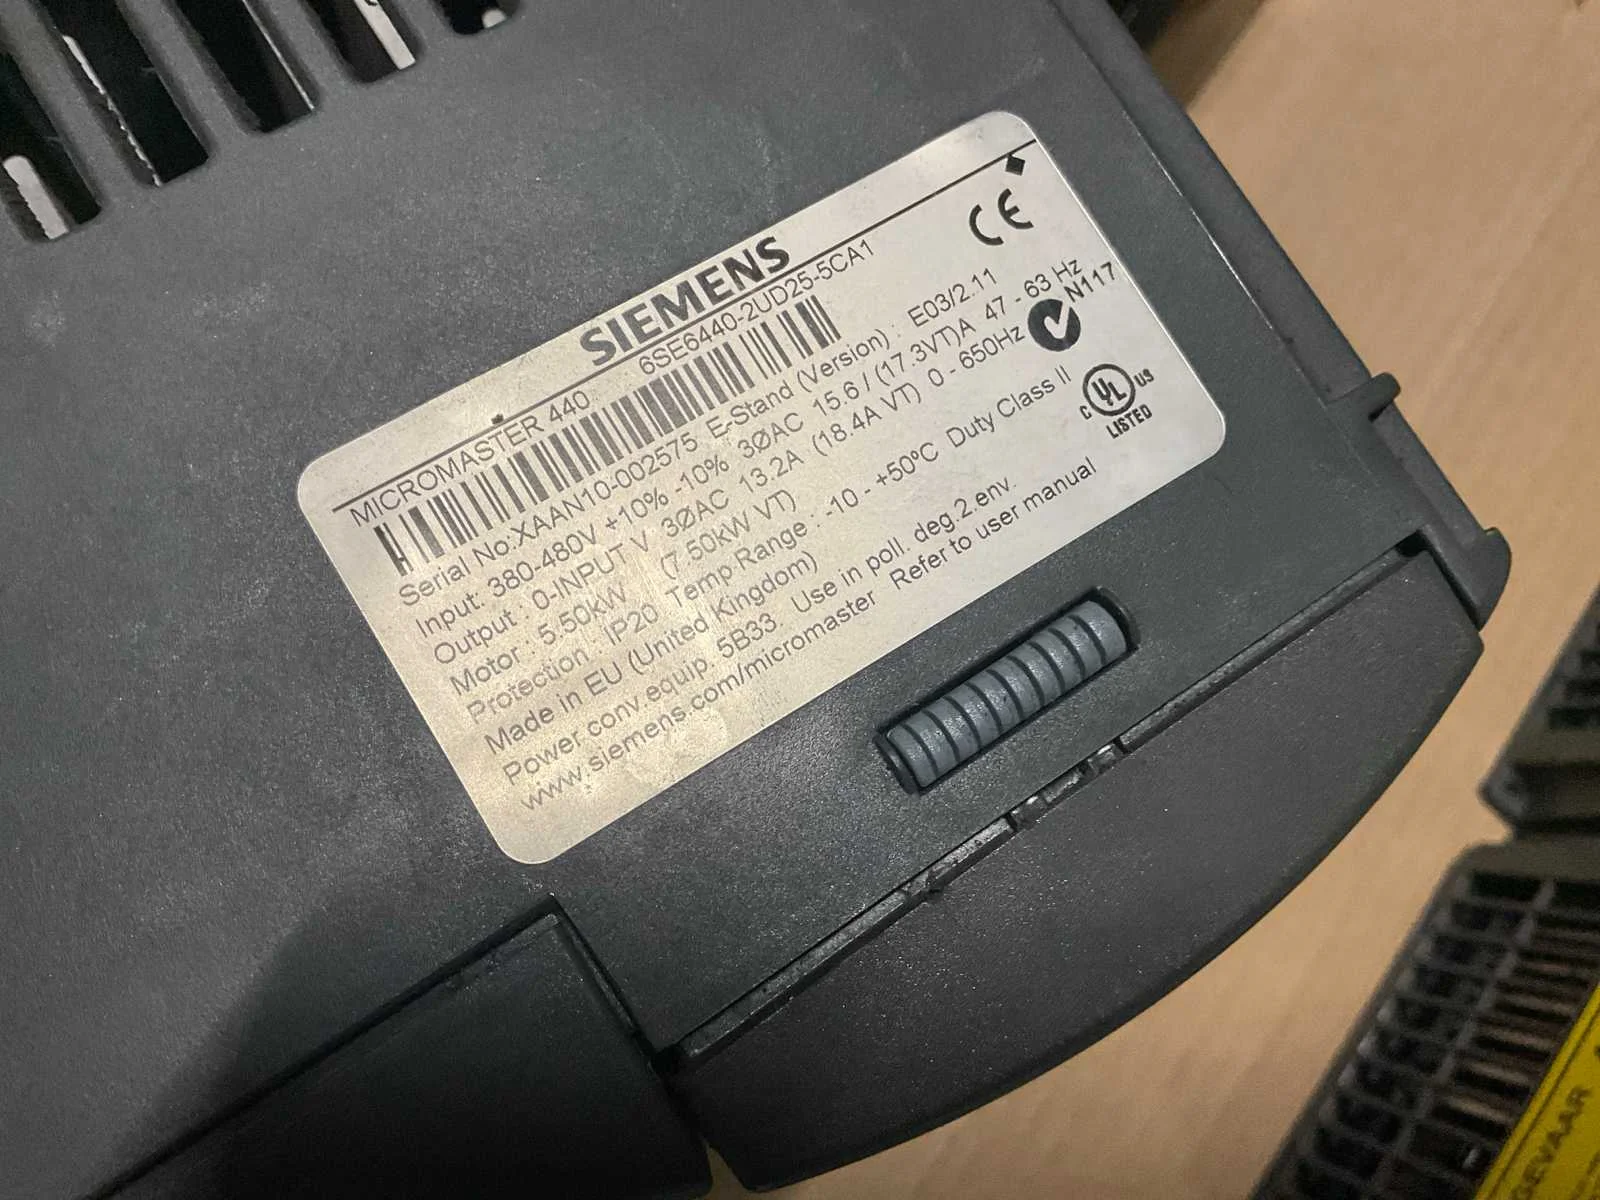 SIEMENS
MICROMASTER 440 6SE6440-2UD25-5CA1
Serial No:XAAN10-002575 E-Stand (Version) : E03/2.11
Input: 380-480V +10% -10% 3ØAC 15.6 / (17.3VT)A 47 - 63 Hz
Output : 0-INPUT V 3ØAC 13.2A (18.4A VT) 0 - 650Hz
Motor : 5.50kW (7.50kW VT)
Protection : IP20 Temp Range : -10 - +50ºC Duty Class II
Made in EU (United Kingdom)
Power conv.equip. 5B33 Use in poll. deg.2.env.
www.siemens.com/micromaster Refer to user manual
CE
N117
C UL US
LISTED
EVAAR